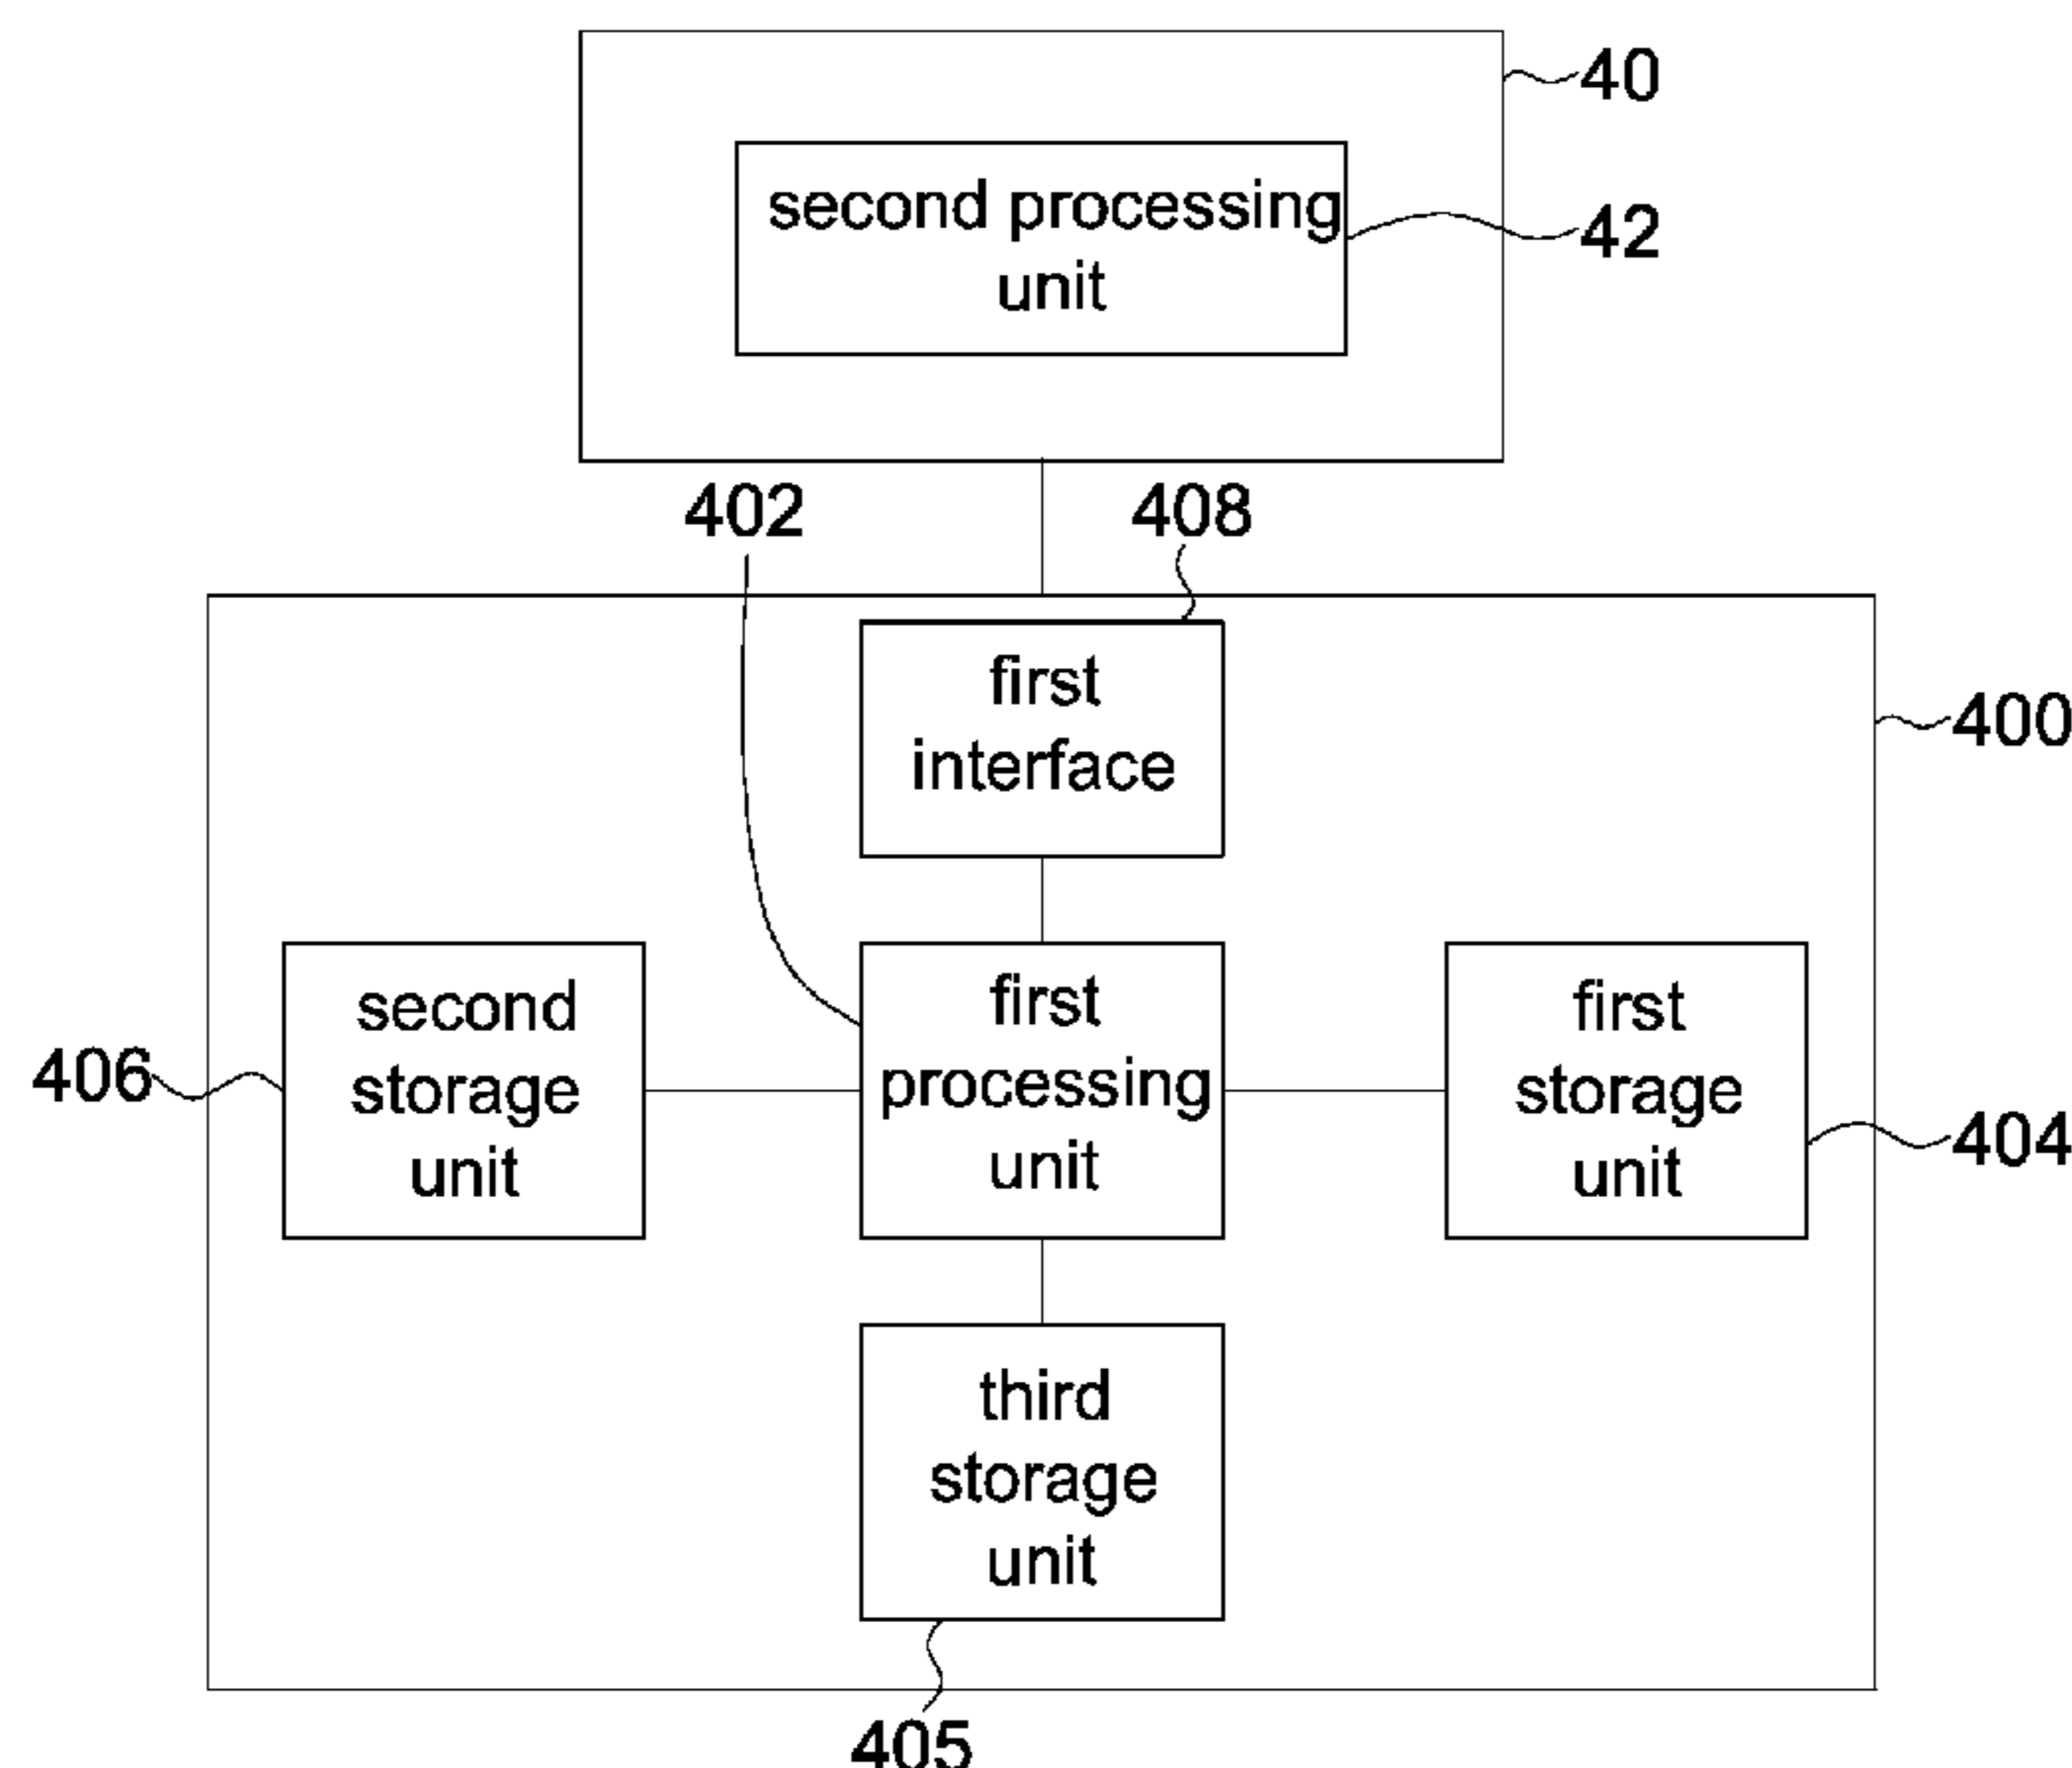 40
second processing
unit
42
402
408
first
interface
400
second
storage
unit
406
first
processing
unit
first
storage
unit
404
third
storage
unit
405